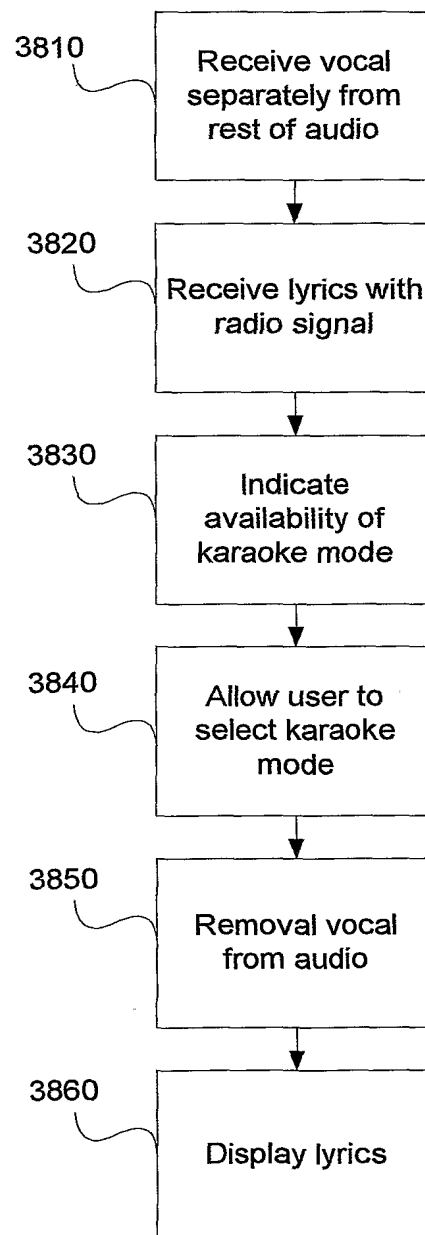 3810
Receive vocal
separately from
rest of audio
3820
Receive lyrics with
radio signal
3830
Indicate
availability of
karaoke mode
3840
Allow user to
select karaoke
mode
3850
Removal vocal
from audio
3860
Display lyrics